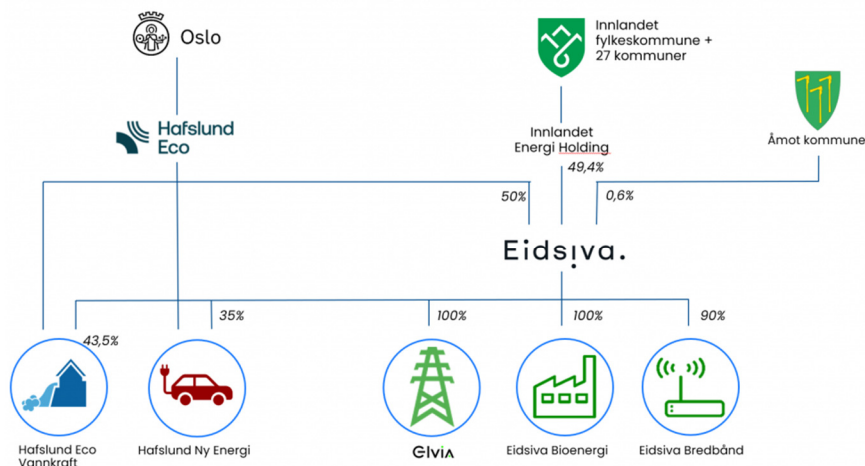 Oslo
Innlandet
fylkeskommune +
27 kommuner
Hafslund
Eco
Innlandet
Energi Holding
Åmot kommune
49,4%
50%
0,6%
Eidsiva.
43,5%
35%
100%
100%
90%
Hafslund Eco
Vannkraft
Hafslund Ny Energi
Elvia
Eidsiva Bioenergi
Eidsiva Bredbånd